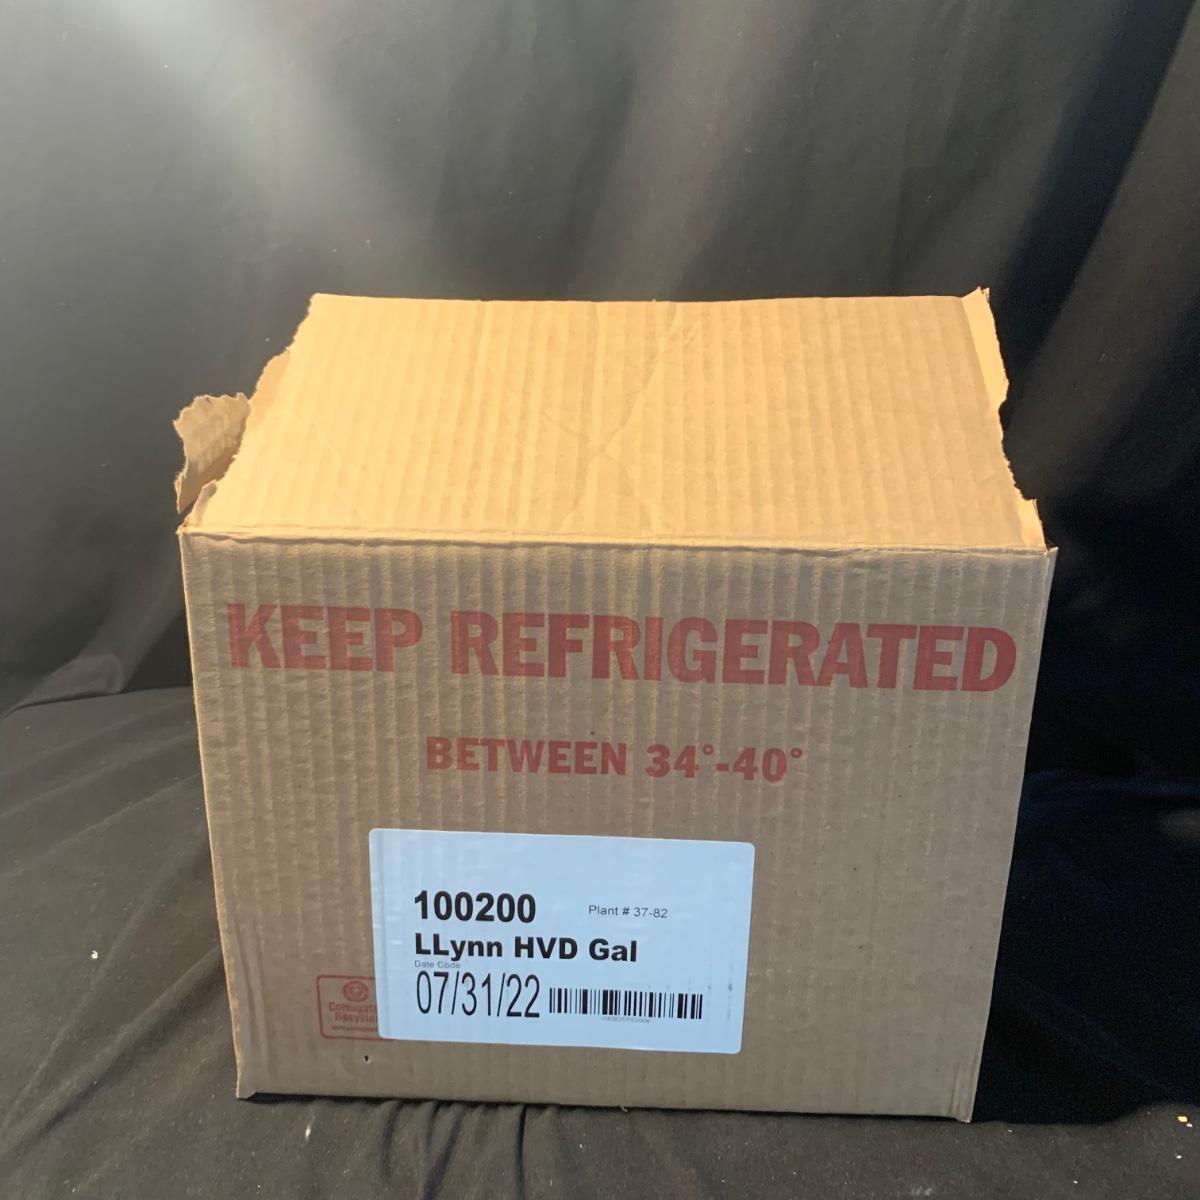 KEEP REFRIGERATED
BETWEEN 34°-40°
100200 Plant # 37-82
LLynn HVD Gal
Date Code
07/31/22